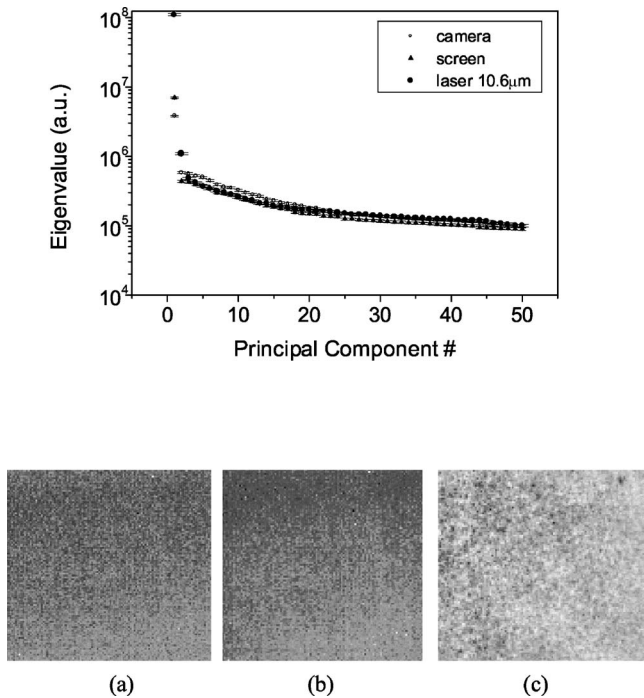 10^8
10^7
10^6
10^5
10^4
Eigenvalue (a.u.)
camera
screen
laser 10.6μm
0 10 20 30 40 50
Principal Component #
(a) (b) (c)